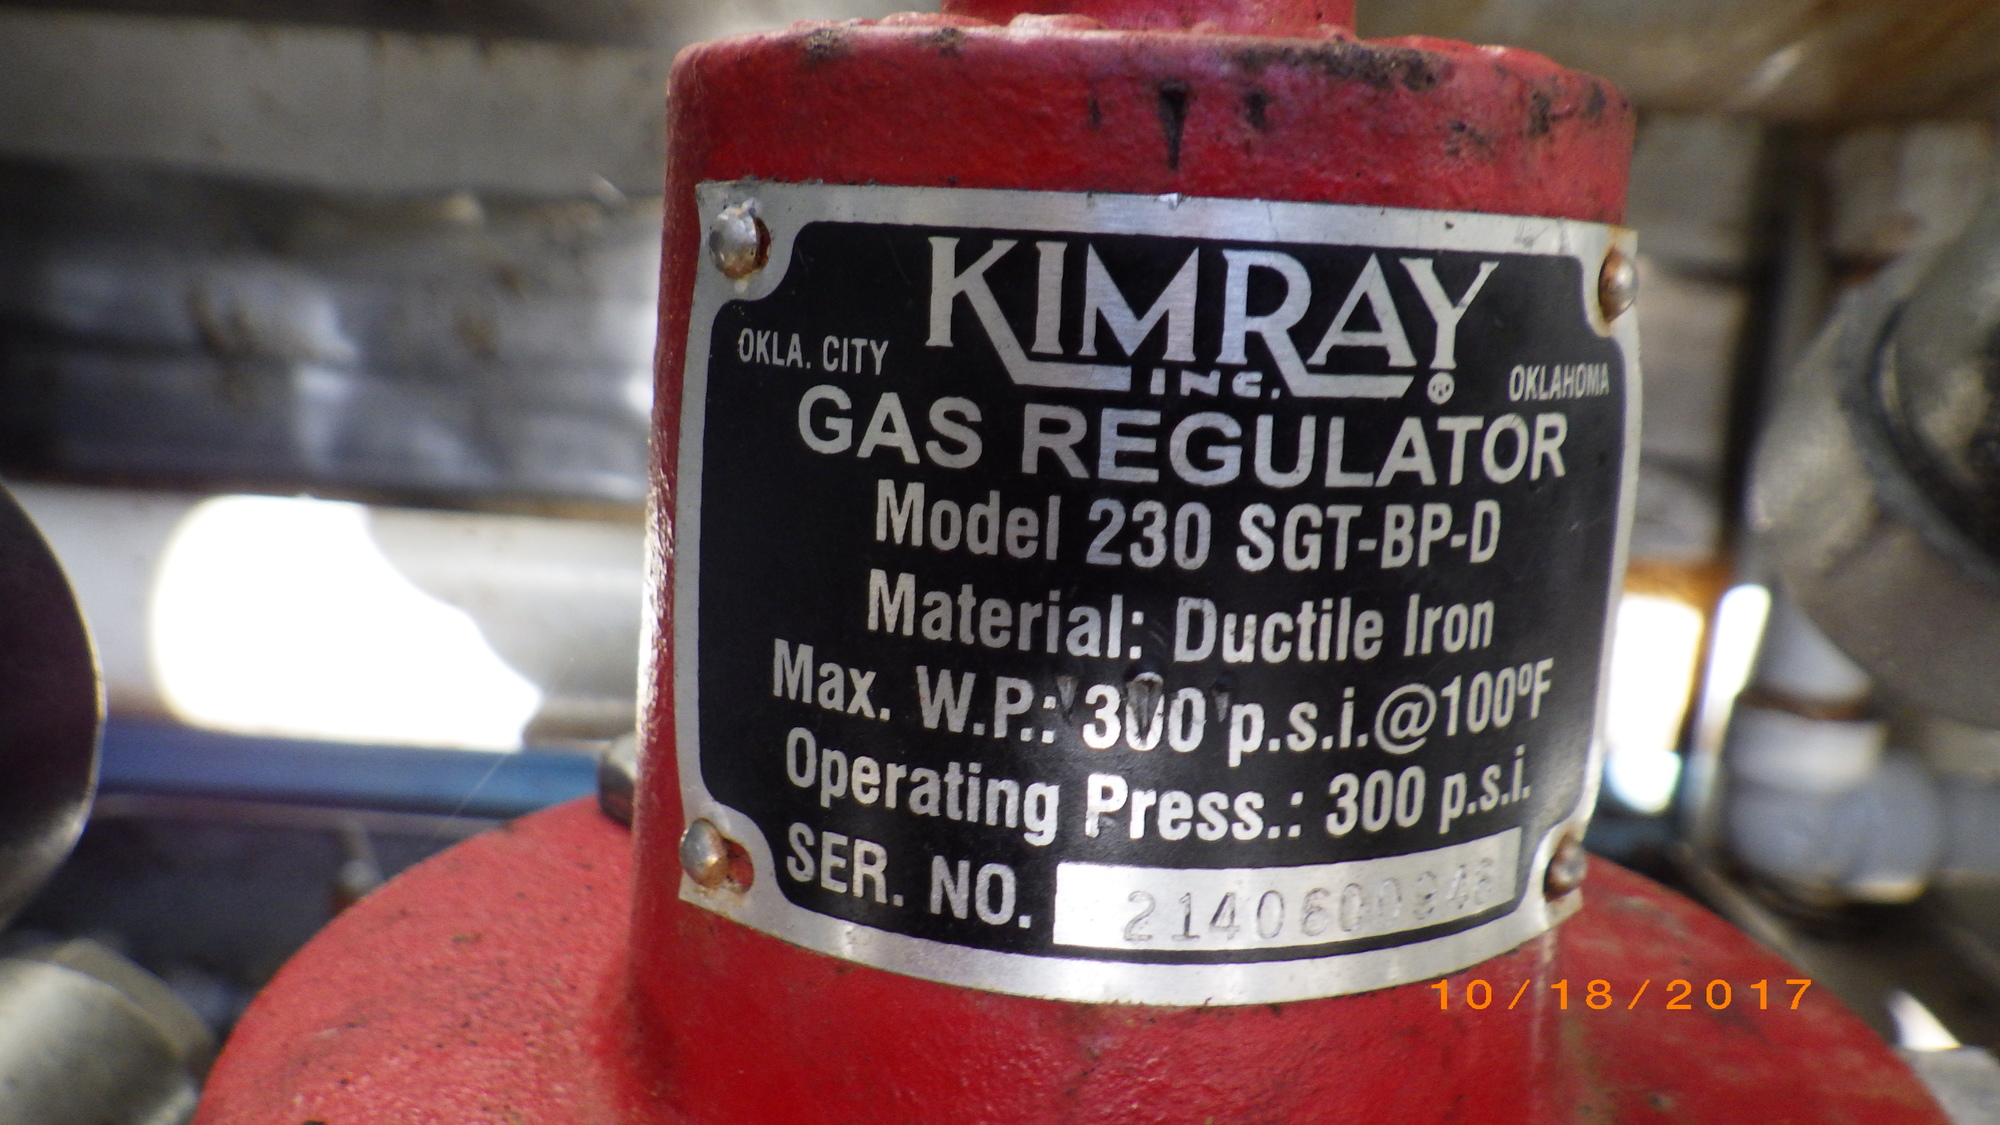 KIMRAY
INC. ®
OKLA. CITY
OKLAHOMA
GAS REGULATOR
Model 230 SGT-BP-D
Material: Ductile Iron
Max. W.P.: 300 p.s.i.@100ºF
Operating Press.: 300 p.s.i.
SER. NO.
10/18/2017